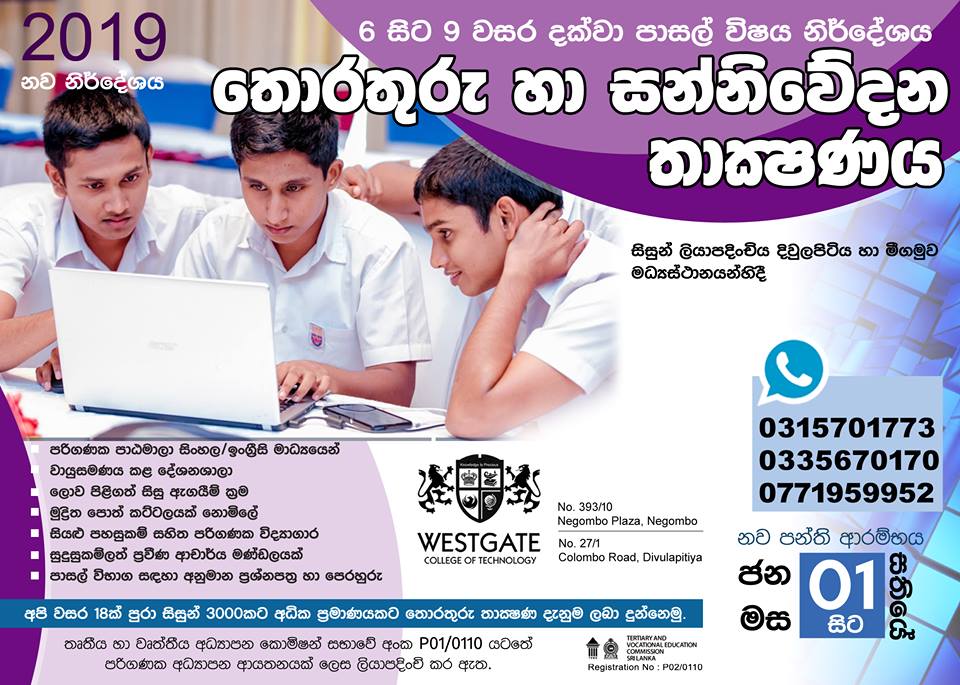 2019
නව නිර්දේශය
6 සිට 9 වසර දක්වා පාසල් විෂය නිර්දේශය
තොරතුරු හා සන්නිවේදන
තාක්ෂණය
සිසුන් ලියාපදිංචිය දිවුලපිටිය හා මීගමුව
මධ්‍යස්ථානයන්හිදී
0315701773
0335670170
0771959952
පරිගණක පාඨමාලා සිංහල/ඉංග්‍රීසි මාධ්‍යයෙන්
වායුසමණය කළ දේශනශාලා
ලොව පිළිගත් සිසු ඇගයීම් ක්‍රම
මුද්‍රිත පොත් කට්ටලයක් නොමිලේ
සියළු පහසුකම් සහිත පරිගණක විද්‍යාගාර
සුදුසුකම්ලත් ප්‍රවීණ ආචාර්ය මණ්ඩලයක්
පාසල් විභාග සඳහා අනුමාන ප්‍රශ්නපත්‍ර හා පෙරහුරු
Knowledge is Precious
WESTGATE
COLLEGE OF TECHNOLOGY
No. 393/10
Negombo Plaza, Negombo
No. 27/1
Colombo Road, Divulapitiya
නව පන්ති ආරම්භය
ජන
මස
01
සිට
සතියේ
අපි වසර 18ක් පුරා සිසුන් 3000කට අධික ප්‍රමාණයකට තොරතුරු තාක්ෂණ දැනුම ලබා දුන්නෙමු.
තෘතීය හා වෘත්තීය අධ්‍යාපන කොමිෂන් සභාවේ අංක P01/0110 යටතේ
පරිගණක අධ්‍යාපන ආයතනයක් ලෙස ලියාපදිංචි කර ඇත.
TERTIARY AND
VOCATIONAL EDUCATION
COMMISSION
SRI LANKA
Registration No : P02/0110